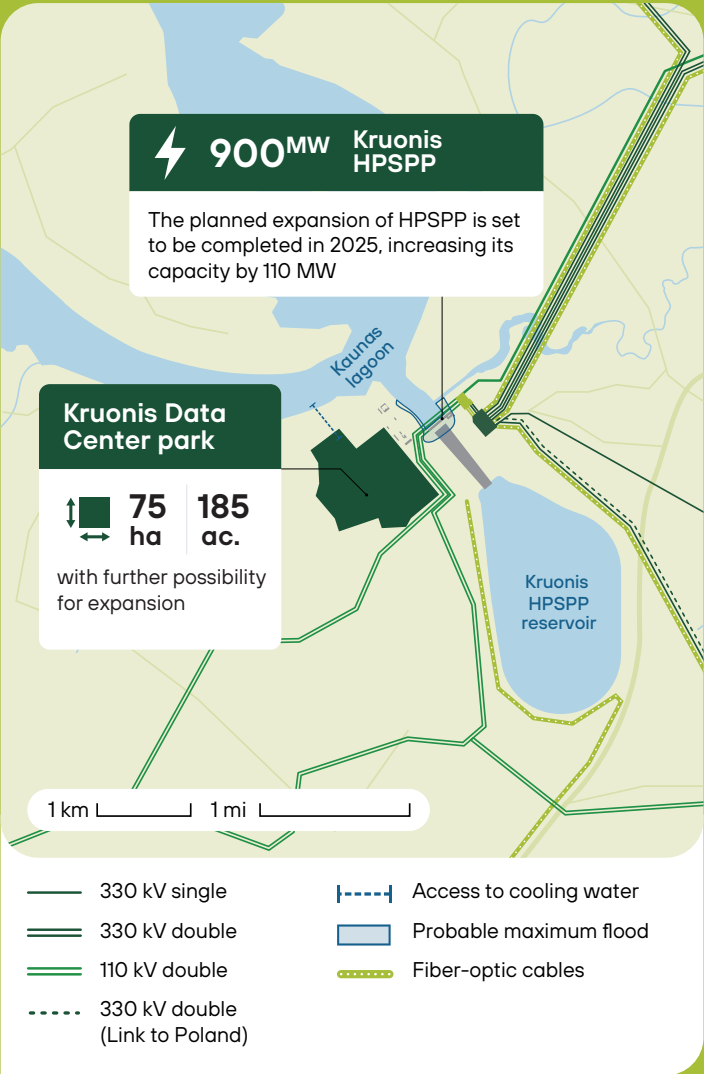 900MW
Kruonis
HPSPP
The planned expansion of HPSPP is set
to be completed in 2025, increasing its
capacity by 110 MW
Kaunas
lagoon
Kruonis Data
Center park
75
ha
185
ac.
with further possibility
for expansion
Kruonis
HPSPP
reservoir
1 km
1 mi
330 kV single
330 kV double
110 kV double
330 kV double
(Link to Poland)
Access to cooling water
Probable maximum flood
Fiber-optic cables